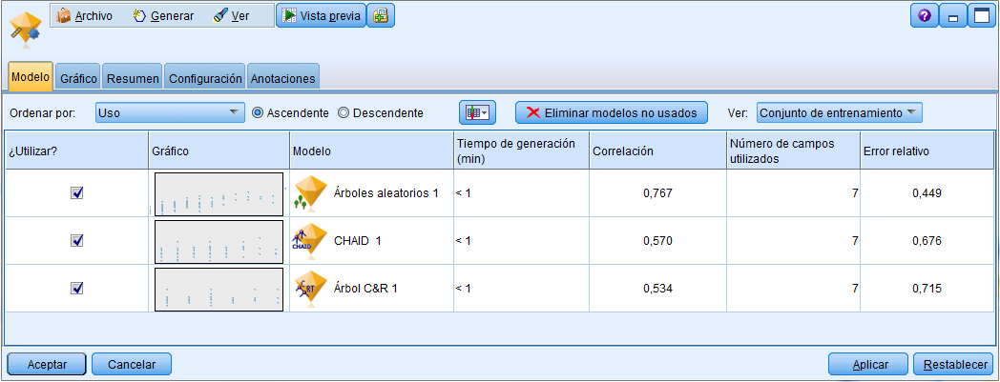 Archivo Generar Ver Vista previa
Modelo Gráfico Resumen Configuración Anotaciones
Ordenar por: Uso Ascendente Descendente Eliminar modelos no usados Ver: Conjunto de entrenamiento
¿Utilizar? Gráfico Modelo Tiempo de generación (min) Correlación Número de campos utilizados Error relativo
Árboles aleatorios 1 < 1 0,767 7 0,449
CHAID 1 < 1 0,570 7 0,676
Árbol C&R 1 < 1 0,534 7 0,715
Aceptar Cancelar Aplicar Restablecer